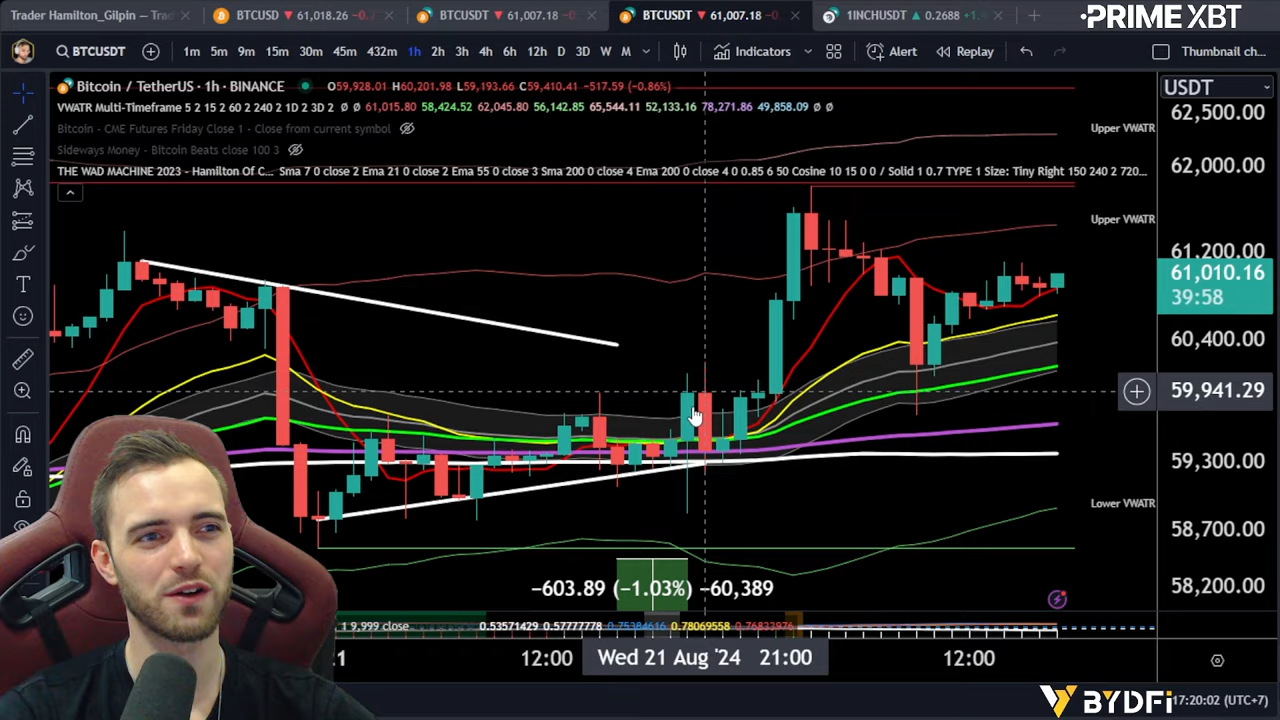 Trader Hamilton_Gilpin — Trad
BTCUSD ▼ 61,018.26 −0.
BTCUSDT ▼ 61,007.18 −0
BTCUSDT ▼ 61,007.18 −0
1INCHUSDT ▲ 0.2688 +1.
PRIME XBT
BTCUSDT
1m 5m 9m 15m 30m 45m 432m 1h 2h 3h 4h 6h 12h D 3D W M
Indicators
Alert
Replay
Thumbnail ch...
Bitcoin / TetherUS · 1h · BINANCE
O59,928.01 H60,201.98 L59,193.66 C59,410.41 −517.59 (−0.86%)
VWATR Multi-Timeframe 5 2 15 2 60 2 240 2 1D 2 3D 2 Ø Ø 61,015.80 58,424.52 62,045.80 56,142.85 65,544.11 52,133.16 78,271.86 49,858.09 Ø Ø
Bitcoin - CME Futures Friday Close 1 - Close from current symbol
Sideways Money - Bitcoin Beats close 100 3
THE WAD MACHINE 2023 - Hamilton Of C... Sma 7 0 close 2 Ema 21 0 close 2 Ema 55 0 close 3 Sma 200 0 close 4 Ema 200 0 close 4 0 0.85 6 50 Cosine 10 15 0 0 / Solid 1 0.7 TYPE 1 Size: Tiny Right 150 240 2 720...
Upper VWATR
Upper VWATR
Lower VWATR
USDT
62,500.00
62,000.00
61,200.00
61,010.16
39:58
60,400.00
59,941.29
59,300.00
58,700.00
58,200.00
−603.89 (−1.03%) −60,389
1 9,999 close 0.53571429 0.57777778 0.75384616 0.78069558 0.76832976
1
12:00
Wed 21 Aug '24 21:00
12:00
17:20:02 (UTC+7)
BYDFi